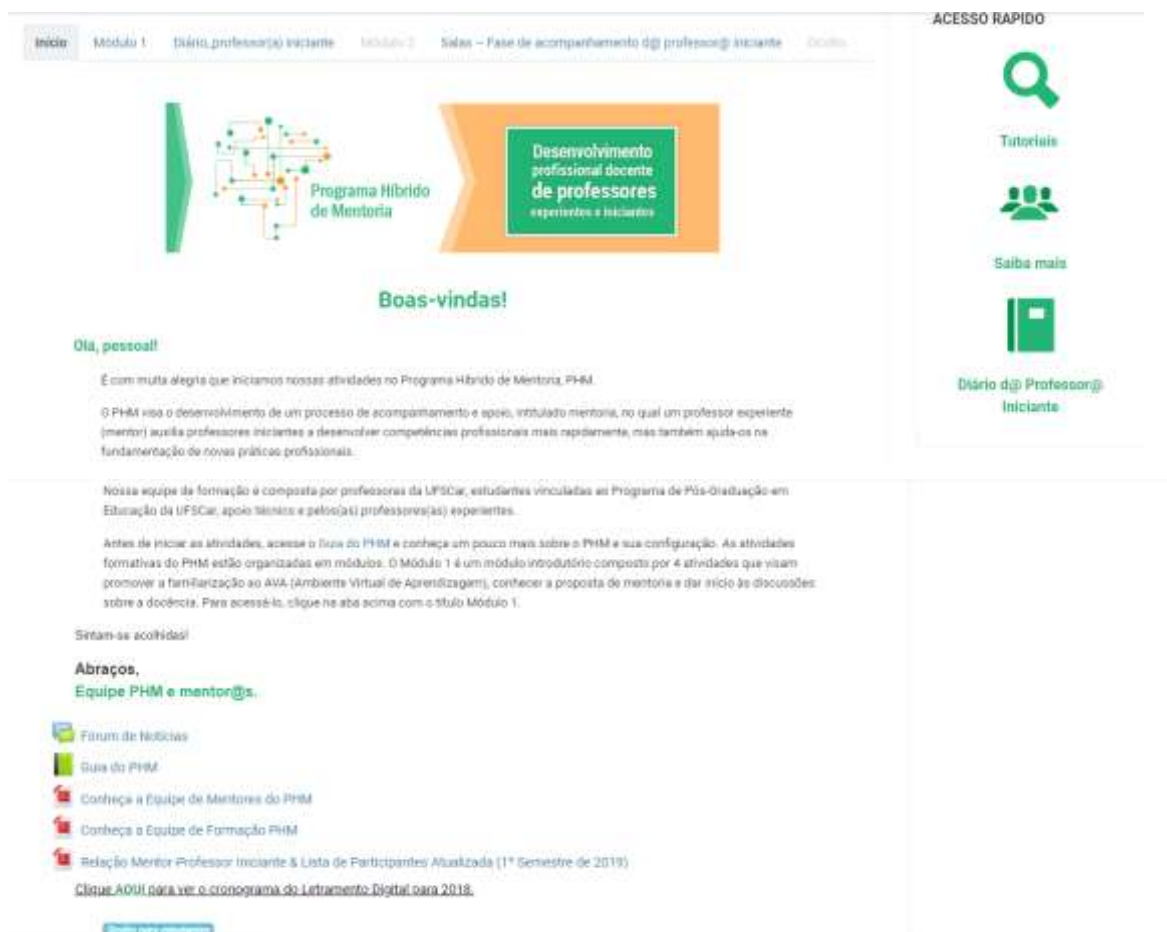 Início Módulo 1 Diário_professor(a) iniciante Módulo 2 Salas – Fase de acompanhamento d@ professor@ iniciante Oculto
Programa Híbrido
de Mentoria
Desenvolvimento
profissional docente
de professores
experientes e iniciantes
Boas-vindas!
Olá, pessoal!
É com muita alegria que iniciamos nossas atividades no Programa Híbrido de Mentoria, PHM.
O PHM visa o desenvolvimento de um processo de acompanhamento e apoio, intitulado mentoria, no qual um professor experiente
(mentor) auxilia professores iniciantes a desenvolver competências profissionais mais rapidamente, mas também ajuda-os na
fundamentação de novas práticas profissionais.
Nossa equipe de formação é composta por professoras da UFSCar, estudantes vinculadas ao Programa de Pós-Graduação em
Educação da UFSCar, apoio técnico e pelos(as) professores(as) experientes.
Antes de iniciar as atividades, acesse o Guia do PHM e conheça um pouco mais sobre o PHM e sua configuração. As atividades
formativas do PHM estão organizadas em módulos. O Módulo 1 é um módulo introdutório composto por 4 atividades que visam
promover a familiarização ao AVA (Ambiente Virtual de Aprendizagem), conhecer a proposta de mentoria e dar início às discussões
sobre a docência. Para acessá-lo, clique na aba acima com o título Módulo 1.
Sintam-se acolhidas!
Abraços,
Equipe PHM e mentor@s.
Fórum de Notícias
Guia do PHM
Conheça a Equipe de Mentores do PHM
Conheça a Equipe de Formação PHM
Relação Mentor-Professor Iniciante & Lista de Participantes Atualizada (1º Semestre de 2019)
Clique AQUI para ver o cronograma do Letramento Digital para 2018.
ACESSO RAPIDO
Tutoriais
Saiba mais
Diário d@ Professor@
Iniciante